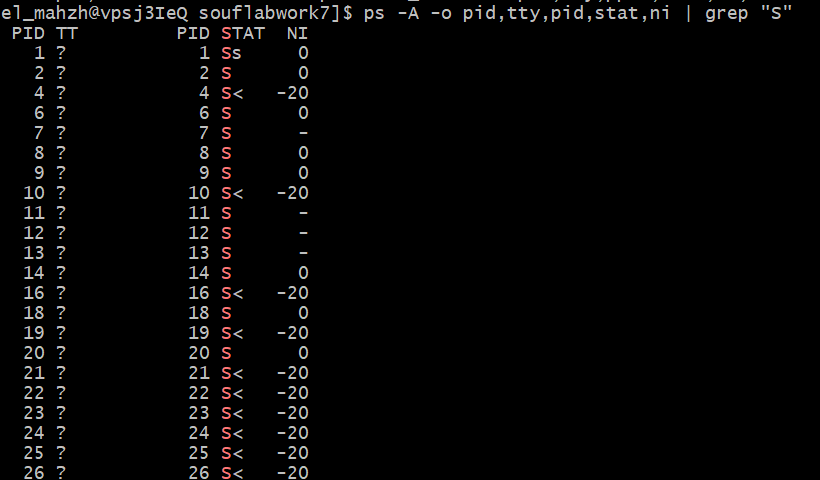 el_mahzh@vpsj3IeQ souflabwork7]$ ps -A -o pid,tty,pid,stat,ni | grep "S"
PID TT PID STAT NI
1 ? 1 Ss 0
2 ? 2 S 0
4 ? 4 S< -20
6 ? 6 S 0
7 ? 7 S -
8 ? 8 S 0
9 ? 9 S 0
10 ? 10 S< -20
11 ? 11 S -
12 ? 12 S -
13 ? 13 S -
14 ? 14 S 0
16 ? 16 S< -20
18 ? 18 S 0
19 ? 19 S< -20
20 ? 20 S 0
21 ? 21 S< -20
22 ? 22 S< -20
23 ? 23 S< -20
24 ? 24 S< -20
25 ? 25 S< -20
26 ? 26 S< -20